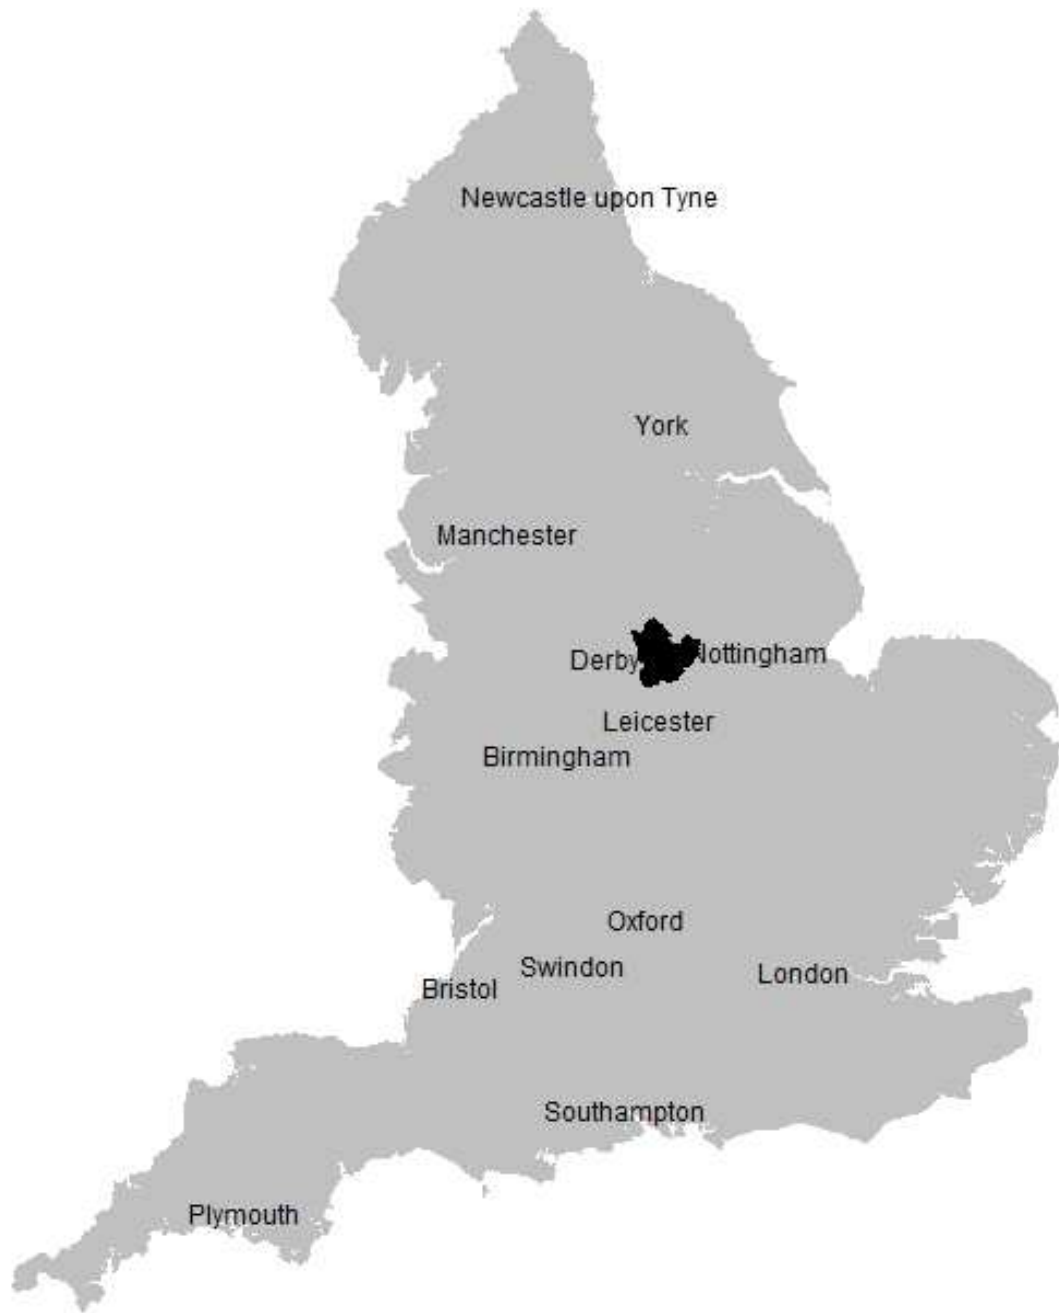 Newcastle upon Tyne
York
Manchester
Derby
Nottingham
Leicester
Birmingham
Oxford
Swindon
London
Bristol
Southampton
Plymouth